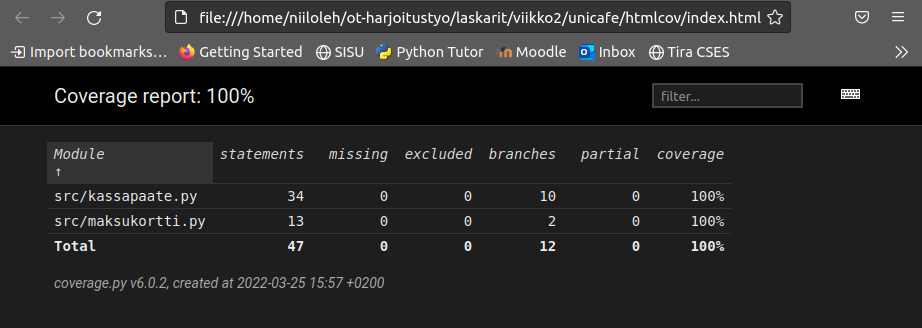 file:///home/niiloleh/ot-harjoitustyo/laskarit/viikko2/unicafe/htmlcov/index.html
Import bookmarks… Getting Started SISU Python Tutor Moodle Inbox Tira CSES
Coverage report: 100% filter...
Module statements missing excluded branches partial coverage
↑
src/kassapaate.py 34 0 0 10 0 100%
src/maksukortti.py 13 0 0 2 0 100%
Total 47 0 0 12 0 100%
coverage.py v6.0.2, created at 2022-03-25 15:57 +0200